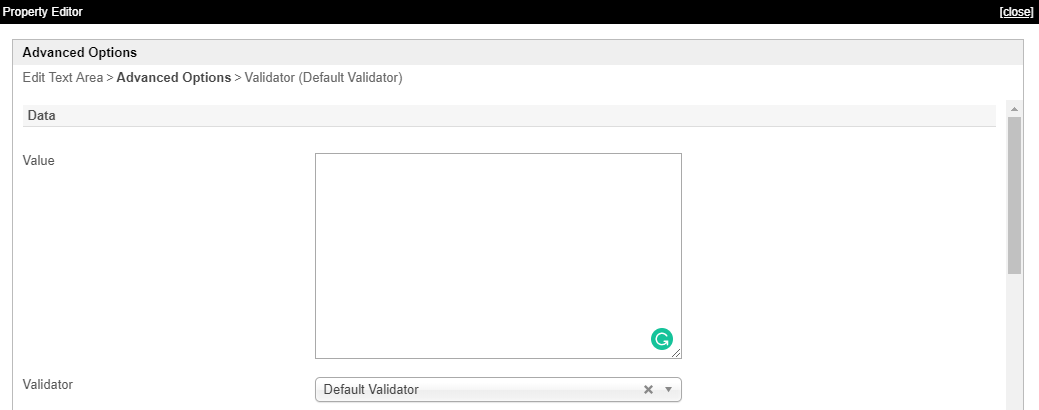 Property Editor [close]
Advanced Options
Edit Text Area > Advanced Options > Validator (Default Validator)
Data
Value
Validator Default Validator